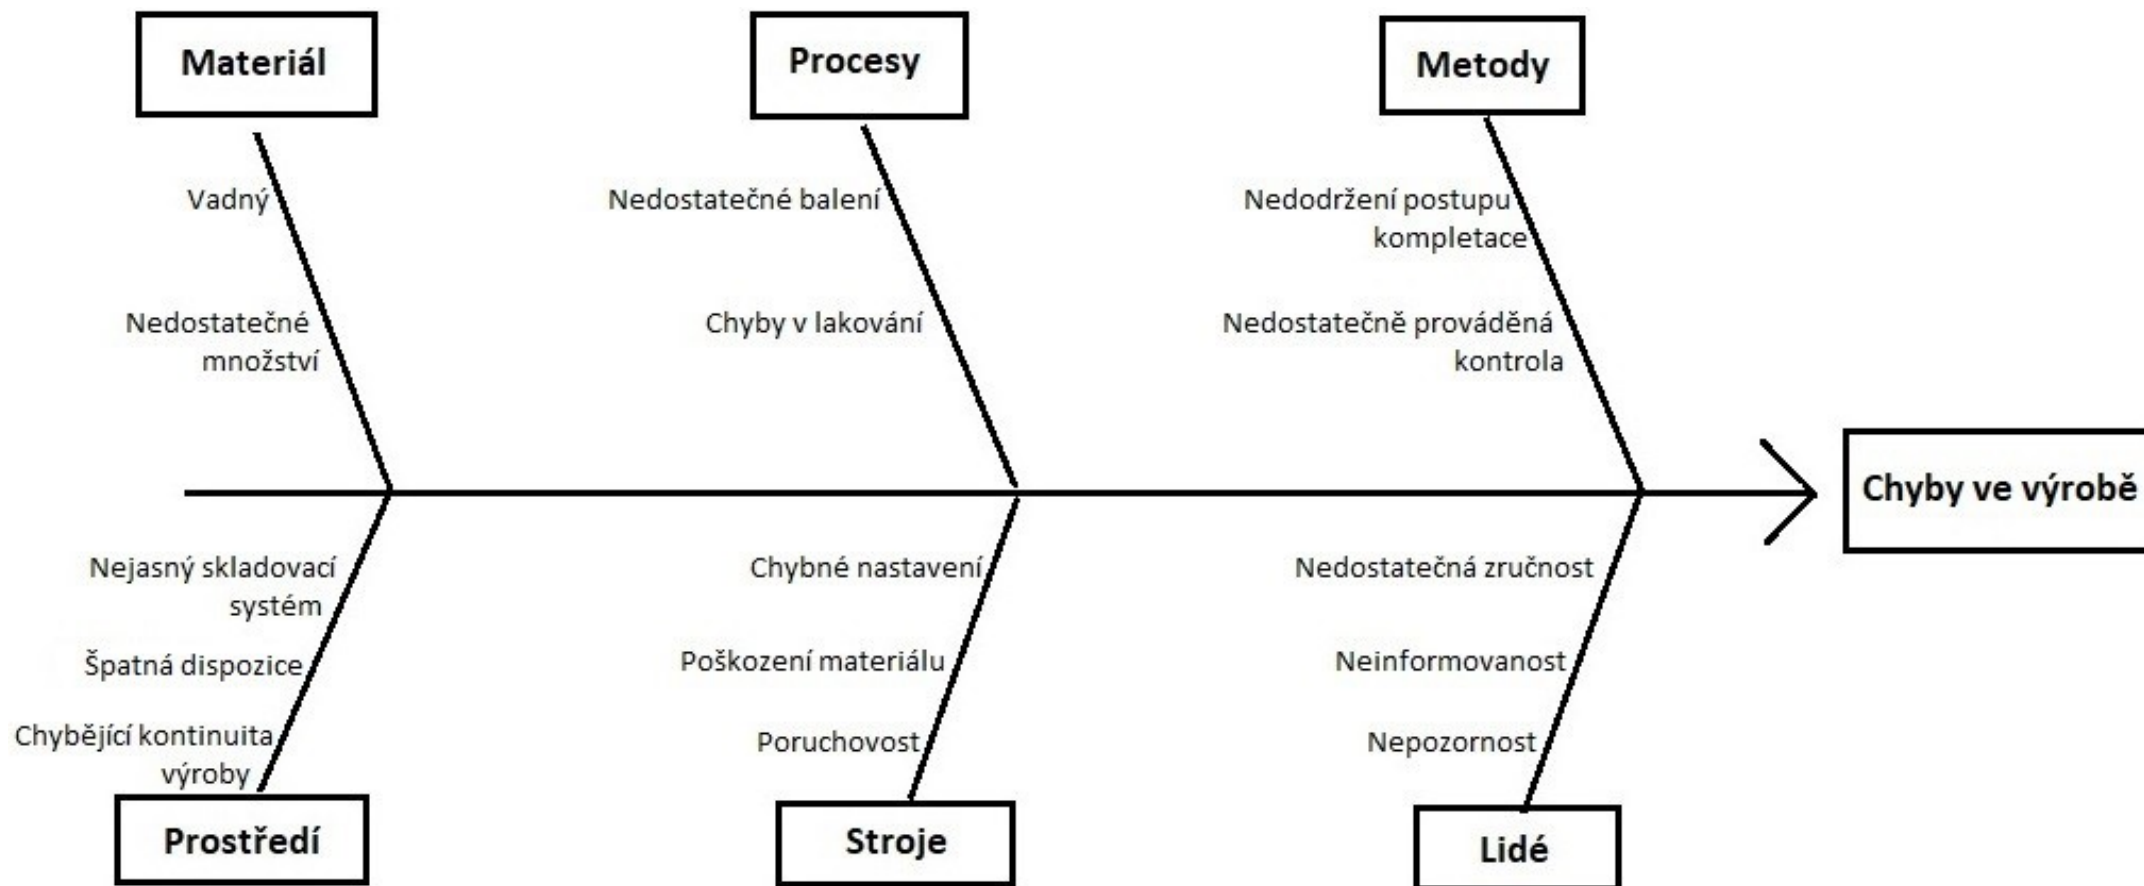 Materiál
Procesy
Metody
Vadný
Nedostatečné balení
Nedodržení postupu
kompletace
Nedostatečné
množství
Chyby v lakování
Nedostatečně prováděná
kontrola
Chyby ve výrobě
Nejasný skladovací
systém
Chybné nastavení
Nedostatečná zručnost
Špatná dispozice
Poškození materiálu
Neinformovanost
Chybějící kontinuita
výroby
Poruchovost
Nepozornost
Prostředí
Stroje
Lidé